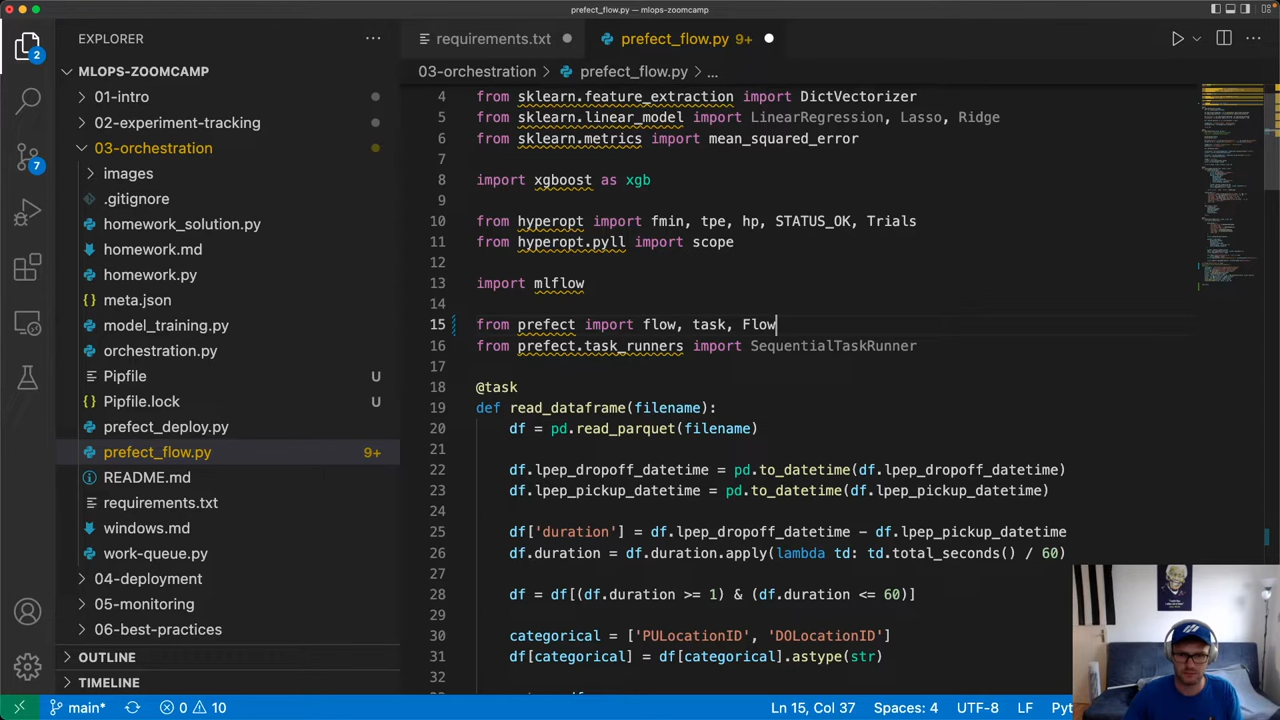 prefect_flow.py — mlops-zoomcamp
EXPLORER
requirements.txt
prefect_flow.py 9+
MLOPS-ZOOMCAMP
03-orchestration
prefect_flow.py
...
2
7
01-intro
02-experiment-tracking
03-orchestration
images
.gitignore
homework_solution.py
homework.md
homework.py
meta.json
model_training.py
orchestration.py
Pipfile U
Pipfile.lock U
prefect_deploy.py
prefect_flow.py 9+
README.md
requirements.txt
windows.md
work-queue.py
04-deployment
05-monitoring
06-best-practices
OUTLINE
TIMELINE
4 from sklearn.feature_extraction import DictVectorizer
5 from sklearn.linear_model import LinearRegression, Lasso, Ridge
6 from sklearn.metrics import mean_squared_error
7
8 import xgboost as xgb
9
10 from hyperopt import fmin, tpe, hp, STATUS_OK, Trials
11 from hyperopt.pyll import scope
12
13 import mlflow
14
15 from prefect import flow, task, Flow
16 from prefect.task_runners import SequentialTaskRunner
17
18 @task
19 def read_dataframe(filename):
20 df = pd.read_parquet(filename)
21
22 df.lpep_dropoff_datetime = pd.to_datetime(df.lpep_dropoff_datetime)
23 df.lpep_pickup_datetime = pd.to_datetime(df.lpep_pickup_datetime)
24
25 df['duration'] = df.lpep_dropoff_datetime - df.lpep_pickup_datetime
26 df.duration = df.duration.apply(lambda td: td.total_seconds() / 60)
27
28 df = df[(df.duration >= 1) & (df.duration <= 60)]
29
30 categorical = ['PULocationID', 'DOLocationID']
31 df[categorical] = df[categorical].astype(str)
32
main* 0 10 Ln 15, Col 37 Spaces: 4 UTF-8 LF